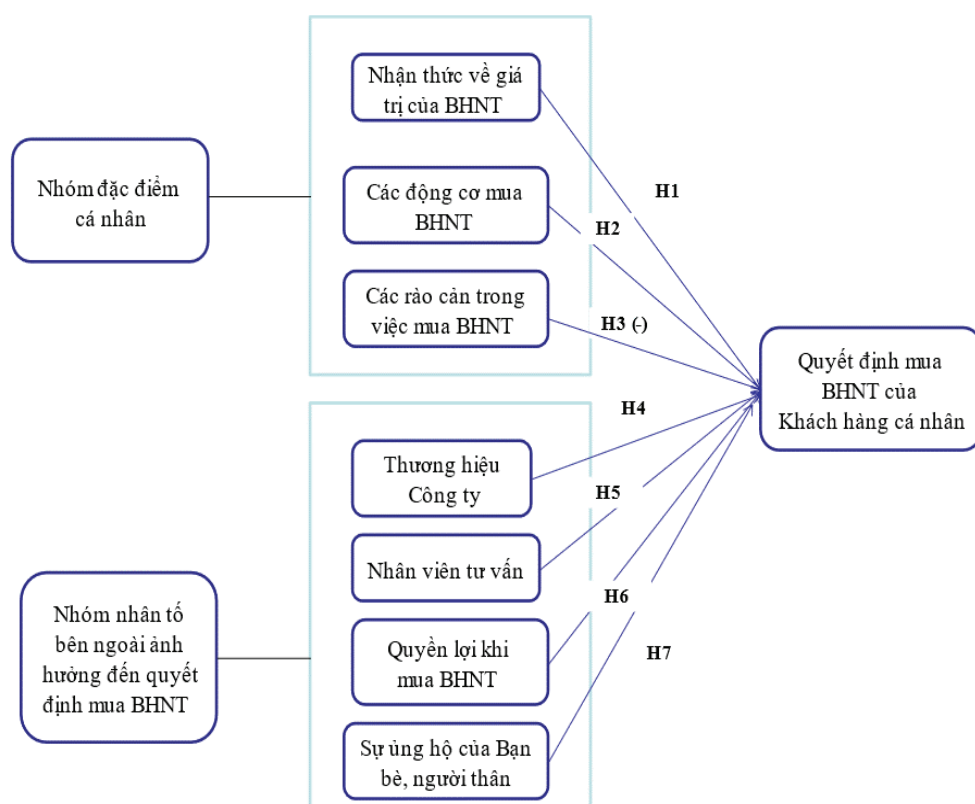 Nhóm đặc điểm
cá nhân
Nhận thức về giá
trị của BHNT
Các động cơ mua
BHNT
Các rào cản trong
việc mua BHNT
H1
H2
H3 (-)
Quyết định mua
BHNT của
Khách hàng cá nhân
Nhóm nhân tố
bên ngoài ảnh
hưởng đến quyết
định mua BHNT
Thương hiệu
Công ty
Nhân viên tư vấn
Quyền lợi khi
mua BHNT
Sự ủng hộ của Bạn
bè, người thân
H4
H5
H6
H7